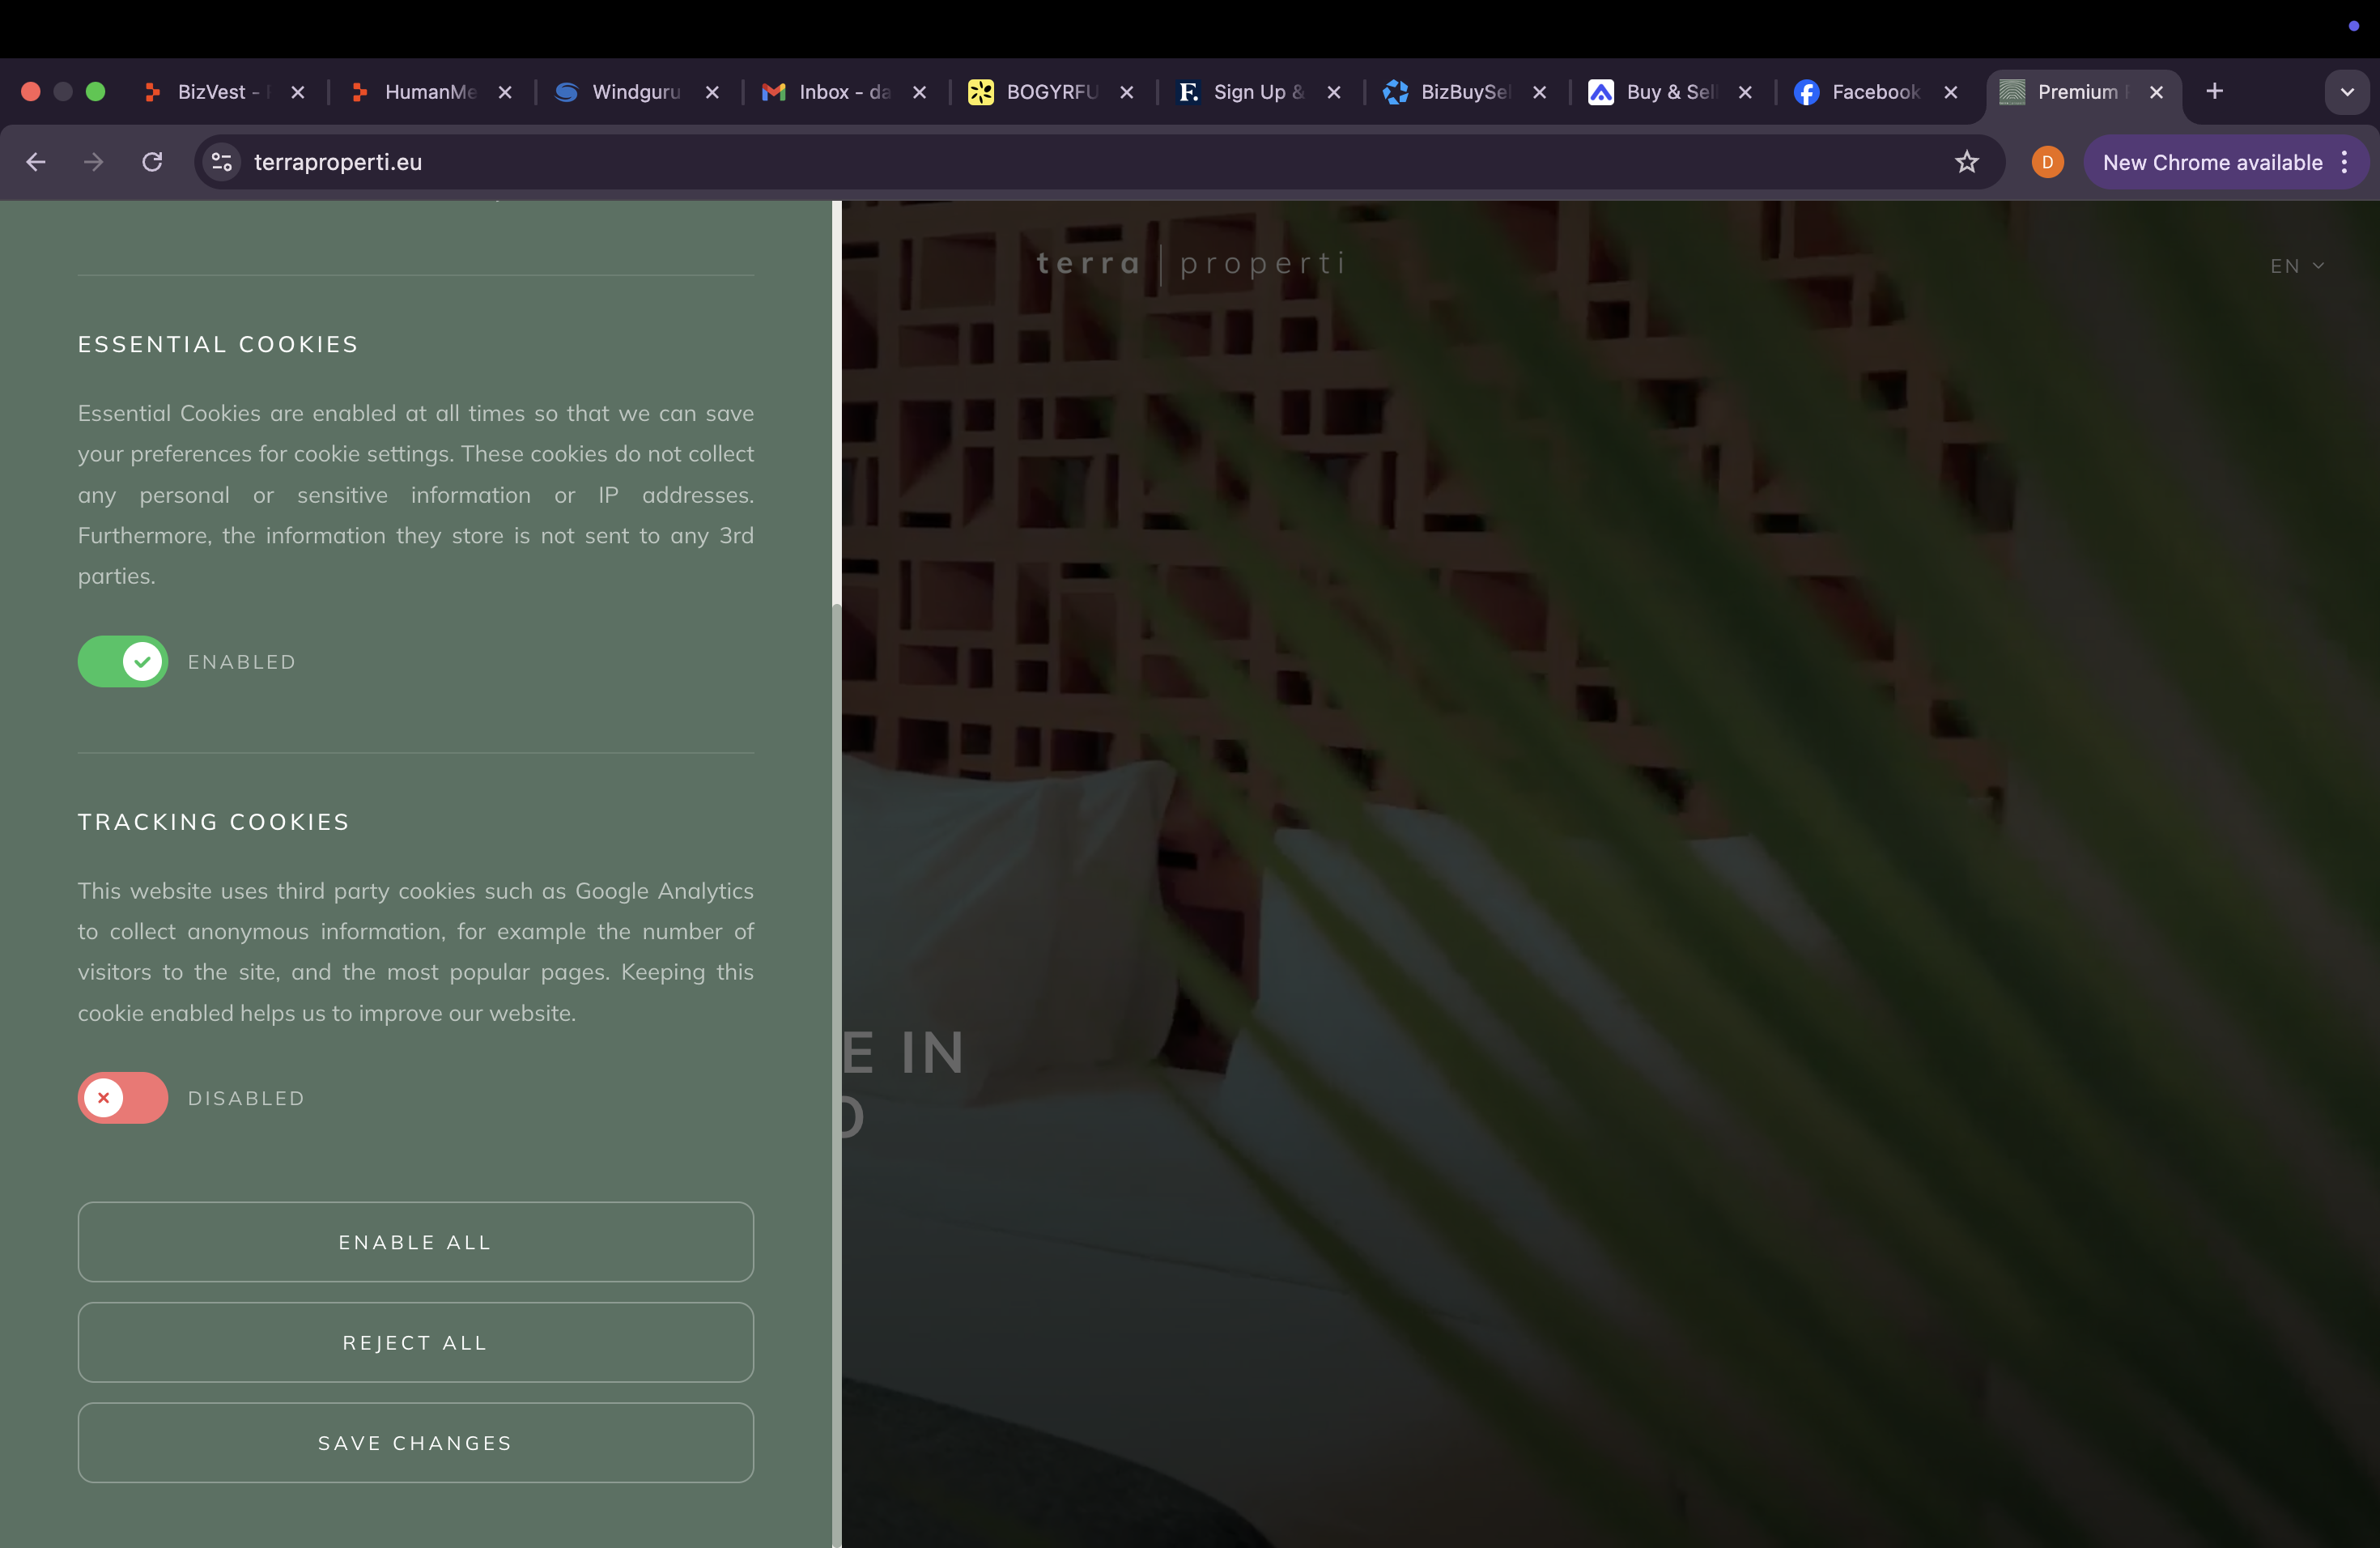 BizVest -
HumanMe
Windguru
Inbox - da
BOGYRFU
Sign Up &
BizBuySel
Buy & Sell
Facebook
Premium
terraproperti.eu
D
New Chrome available
terra | properti
EN
ESSENTIAL COOKIES
Essential Cookies are enabled at all times so that we can save
your preferences for cookie settings. These cookies do not collect
any personal or sensitive information or IP addresses.
Furthermore, the information they store is not sent to any 3rd
parties.
ENABLED
TRACKING COOKIES
This website uses third party cookies such as Google Analytics
to collect anonymous information, for example the number of
visitors to the site, and the most popular pages. Keeping this
cookie enabled helps us to improve our website.
DISABLED
ENABLE ALL
REJECT ALL
SAVE CHANGES
E IN